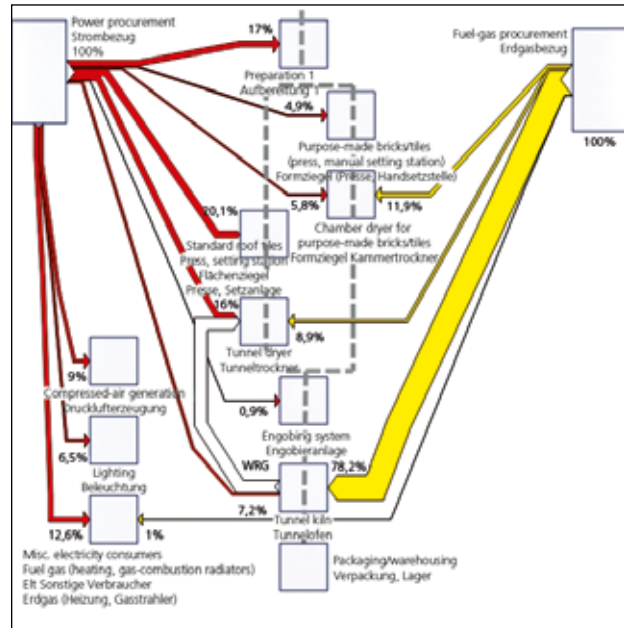 Power procurement
Strombezug
100%
Fuel-gas procurement
Erdgasbezug
100%
17%
Preparation 1
Aufbereitung 1
4,9%
Purpose-made bricks/tiles
(press, manual setting station)
Formziegel (Presse, Handsetzstelle)
5,8%
11,9%
Chamber dryer for
purpose-made bricks/tiles
Formziegel Kammertrockner
20,1%
Standard roof tiles
Press, setting station
Flächenziegel
Presse, Setzanlage
16%
8,9%
Tunnel dryer
Tunneltrockner
9%
Compressed-air generation
Drucklufterzeugung
0,9%
Engobing system
Engobieranlage
6,5%
Lighting
Beleuchtung
WRG
78,2%
7,2%
Tunnel kiln
Tunnelofen
12,6%
1%
Misc. electricity consumers
Fuel gas (heating, gas-combustion radiators)
Elt Sonstige Verbraucher
Erdgas (Heizung, Gasstrahler)
Packaging/warehousing
Verpackung, Lager